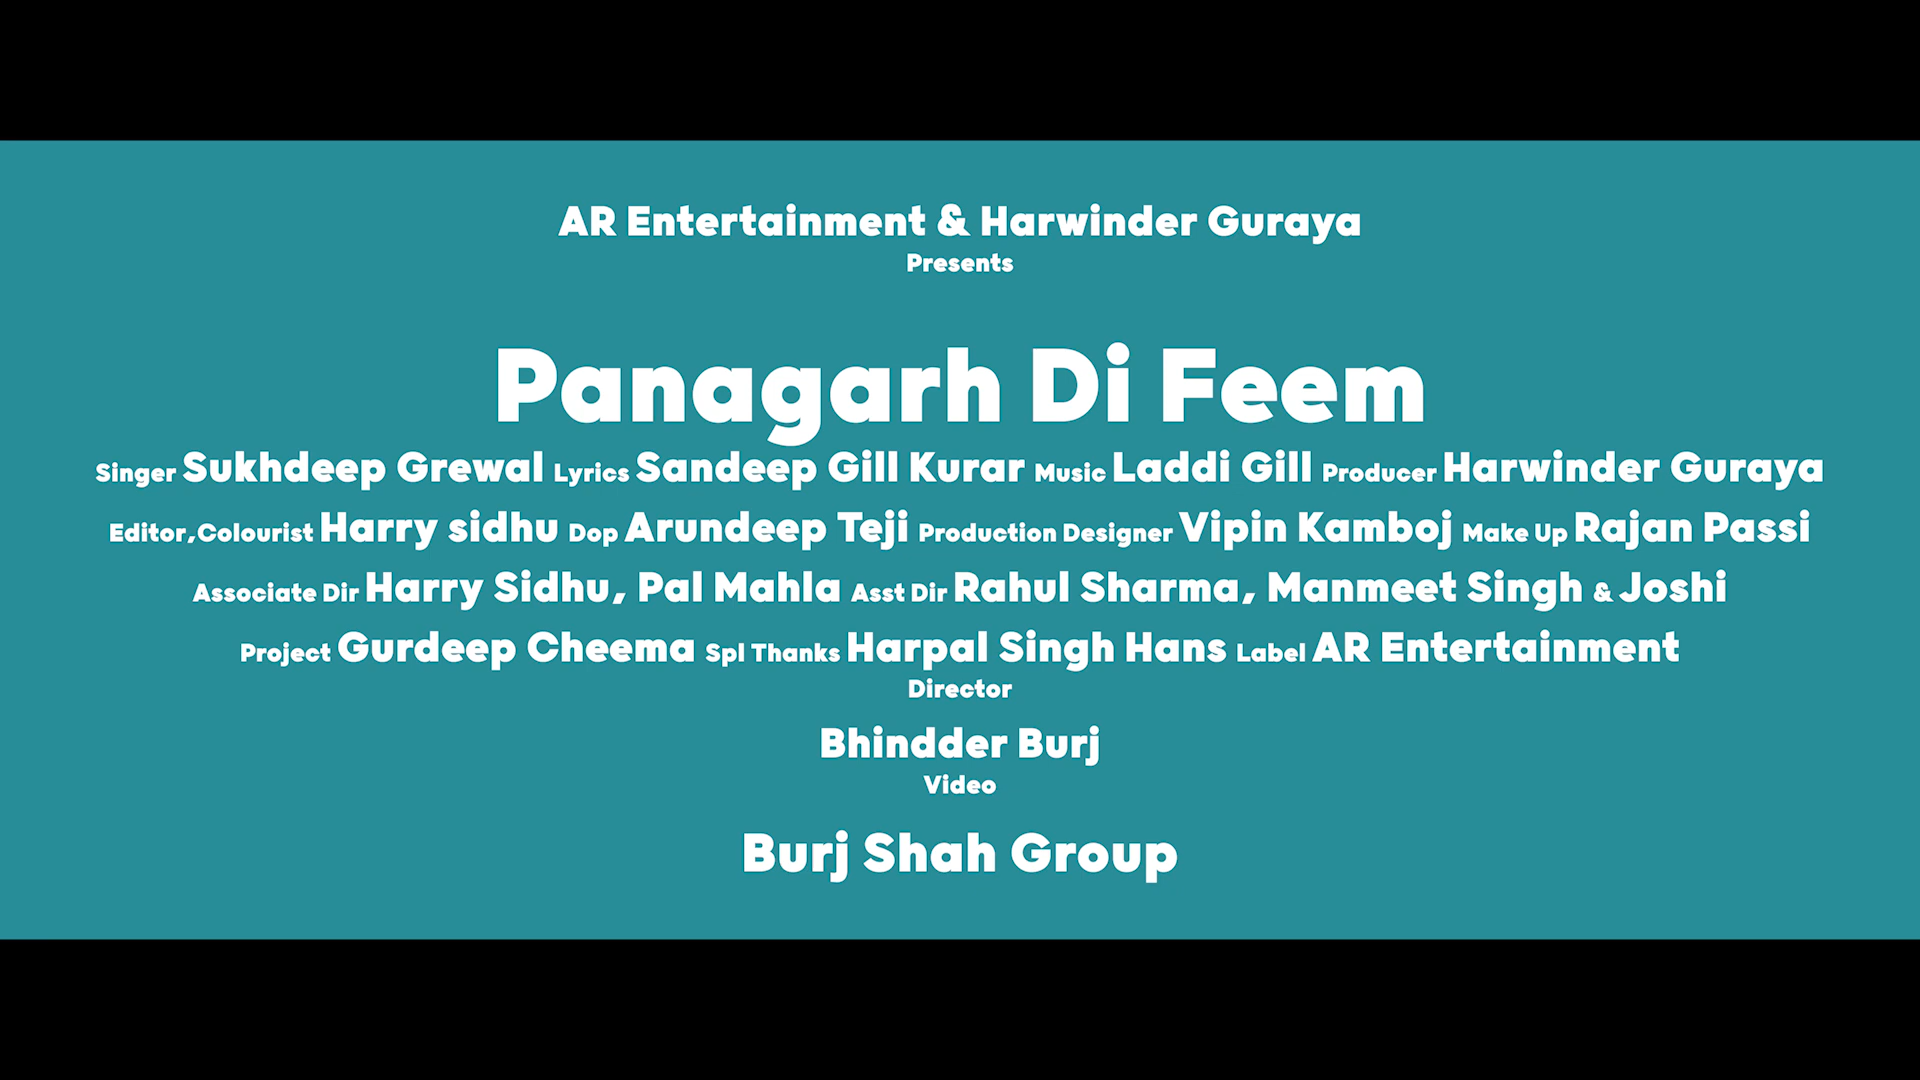 AR Entertainment & Harwinder Guraya
Presents
Panagarh Di Feem
Singer Sukhdeep Grewal Lyrics Sandeep Gill Kurar Music Laddi Gill Producer Harwinder Guraya
Editor,Colourist Harry sidhu Dop Arundeep Teji Production Designer Vipin Kamboj Make Up Rajan Passi
Associate Dir Harry Sidhu, Pal Mahla Asst Dir Rahul Sharma, Manmeet Singh & Joshi
Project Gurdeep Cheema Spl Thanks Harpal Singh Hans Label AR Entertainment
Director
Bhindder Burj
Video
Burj Shah Group